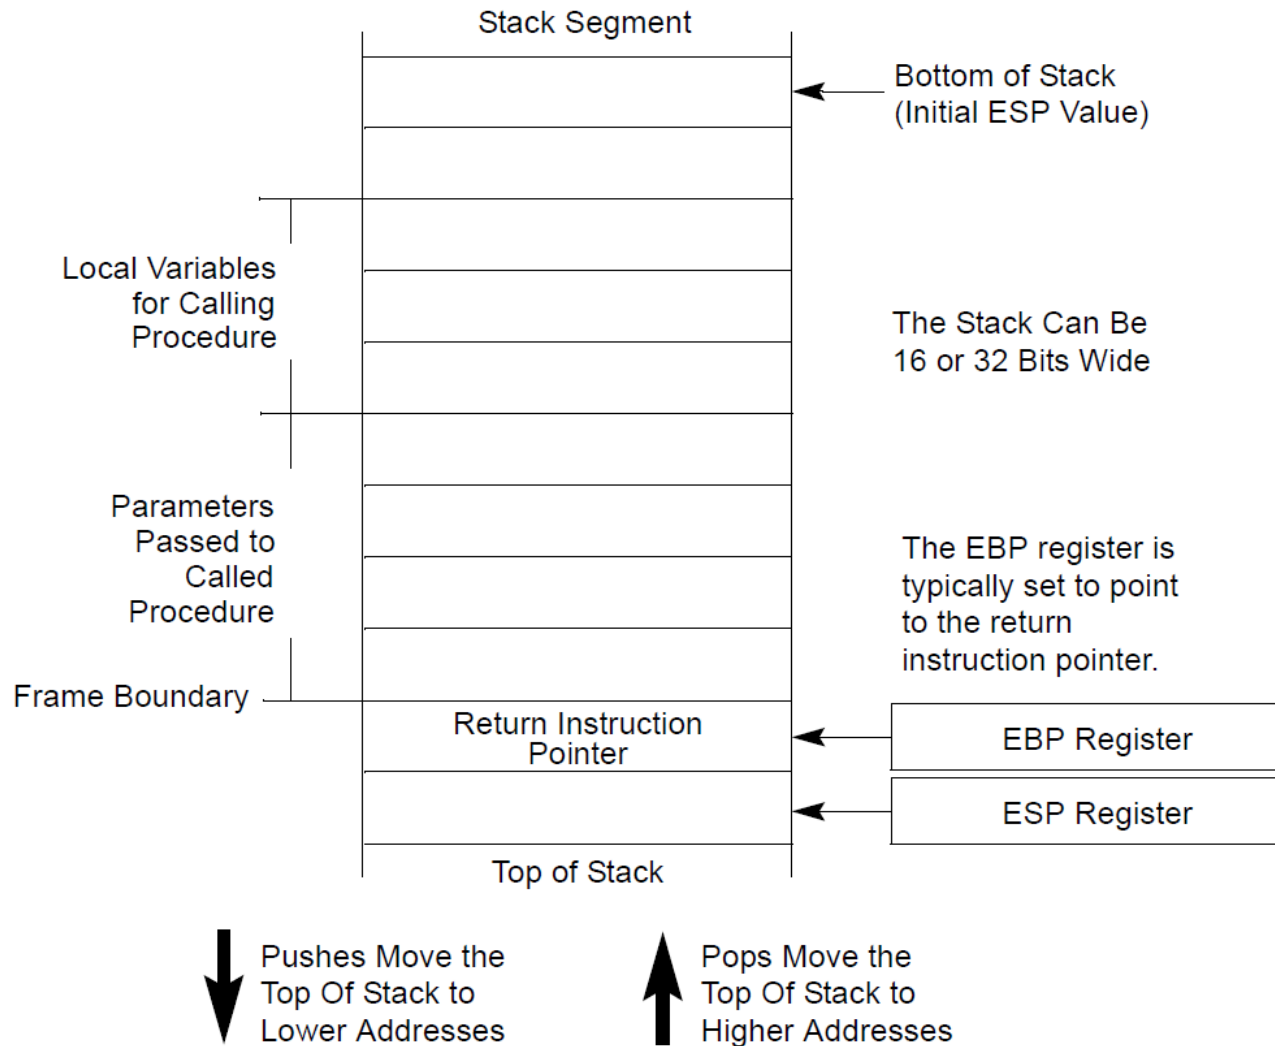 Stack Segment
Bottom of Stack
(Initial ESP Value)
Local Variables
for Calling
Procedure
The Stack Can Be
16 or 32 Bits Wide
Parameters
Passed to
Called
Procedure
The EBP register is
typically set to point
to the return
instruction pointer.
Frame Boundary
Return Instruction
Pointer
EBP Register
ESP Register
Top of Stack
Pushes Move the
Top Of Stack to
Lower Addresses
Pops Move the
Top Of Stack to
Higher Addresses